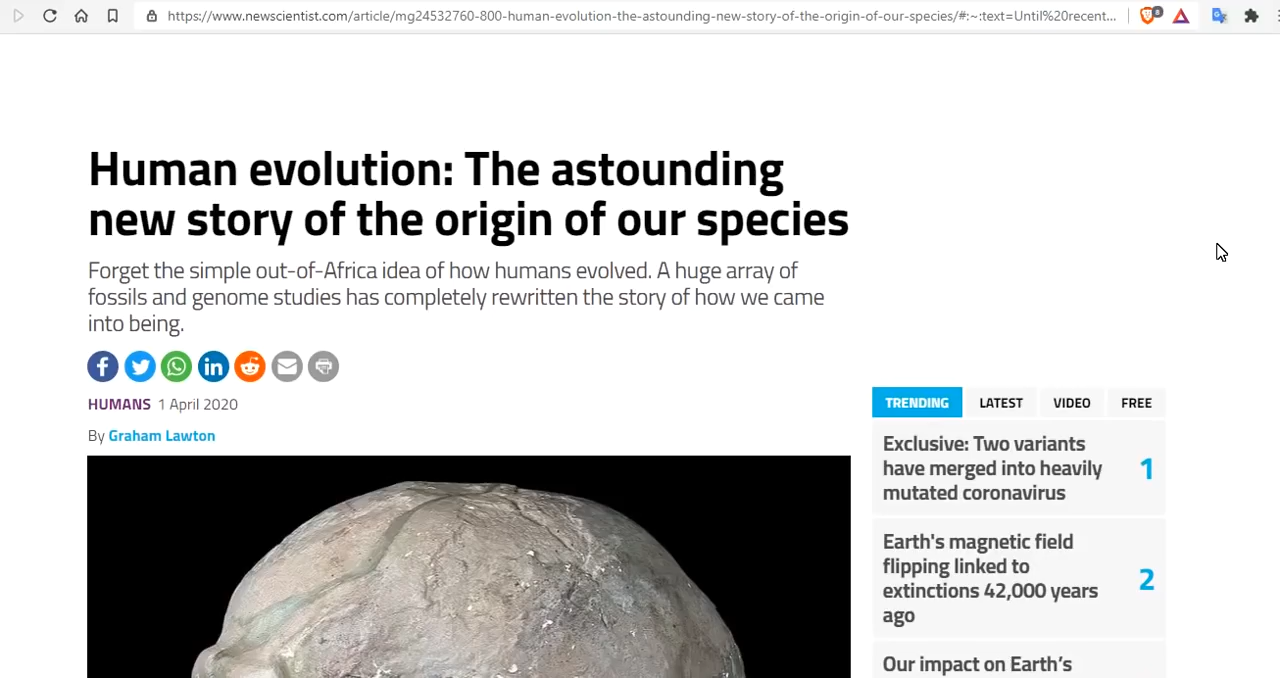 https://www.newscientist.com/article/mg24532760-800-human-evolution-the-astounding-new-story-of-the-origin-of-our-species/#:~:text=Until%20recent...
8
Human evolution: The astounding
new story of the origin of our species
Forget the simple out-of-Africa idea of how humans evolved. A huge array of
fossils and genome studies has completely rewritten the story of how we came
into being.
HUMANS 1 April 2020
By Graham Lawton
TRENDING LATEST VIDEO FREE
Exclusive: Two variants
have merged into heavily
mutated coronavirus
1
Earth's magnetic field
flipping linked to
extinctions 42,000 years
ago
2
Our impact on Earth’s